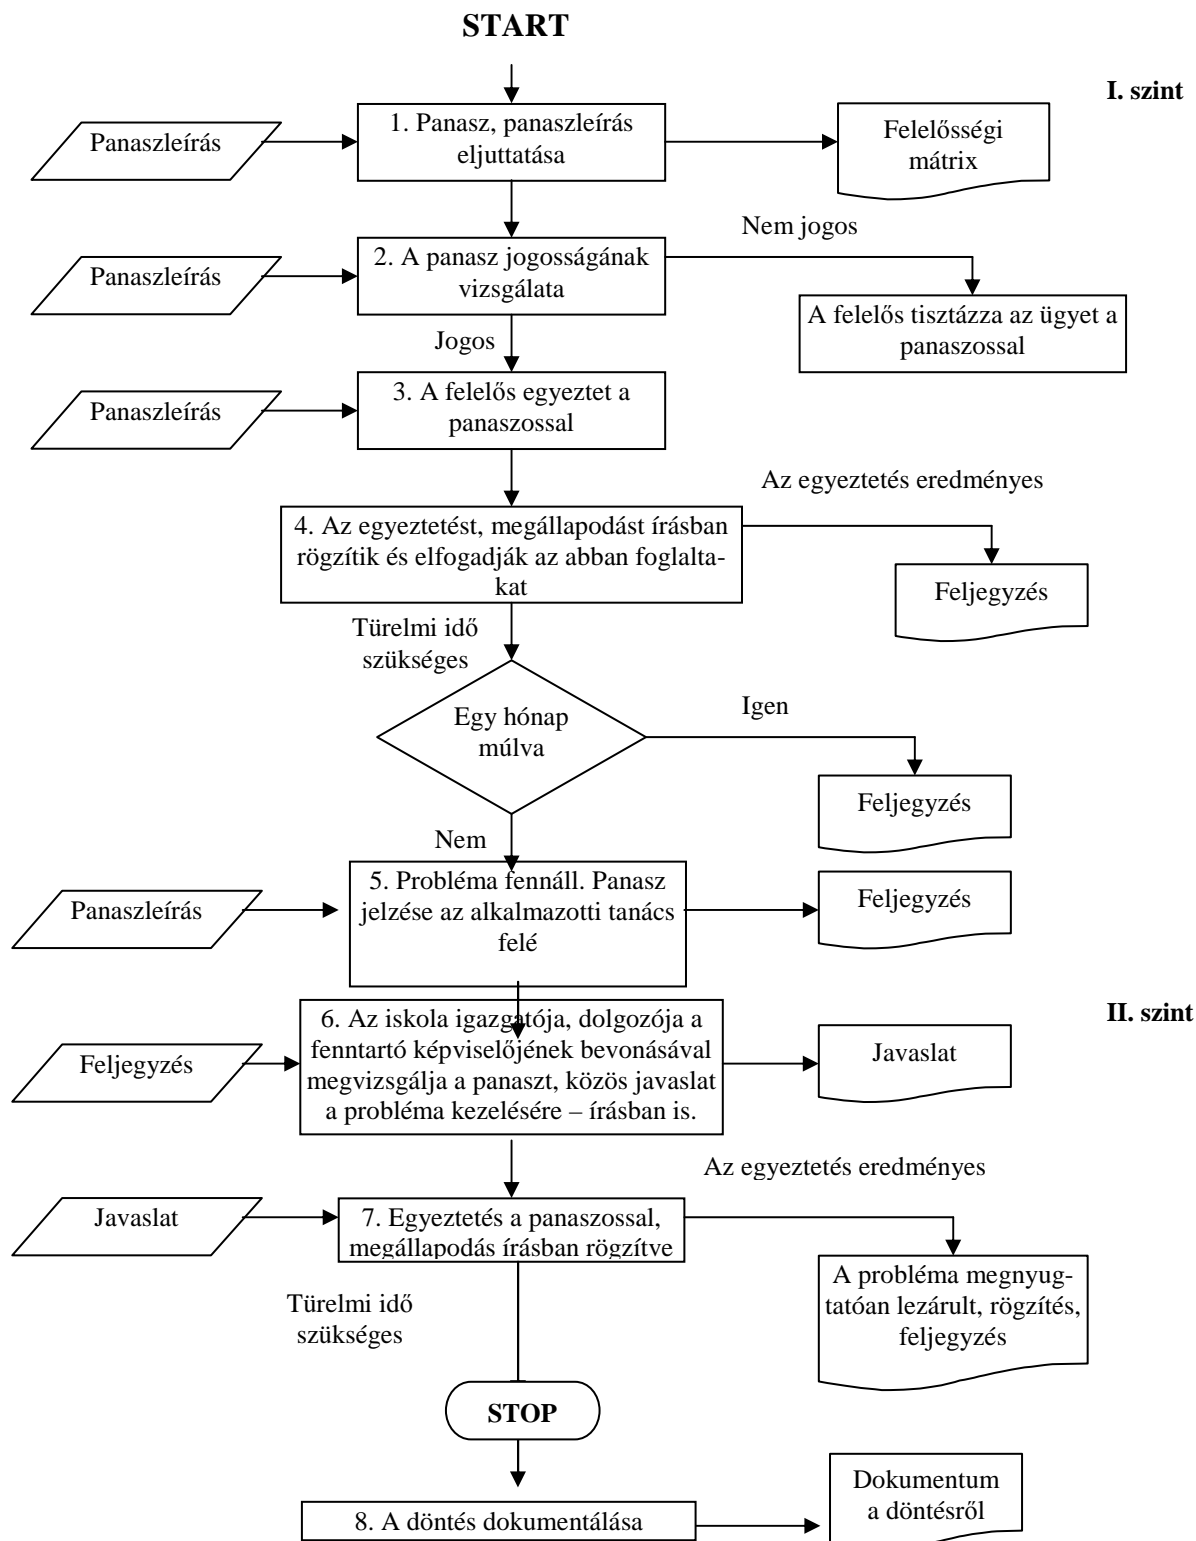 START
I. szint
Panaszleírás
1. Panasz, panaszleírás
eljuttatása
Felelősségi
mátrix
Nem jogos
Panaszleírás
2. A panasz jogosságának
vizsgálata
A felelős tisztázza az ügyet a
panaszossal
Jogos
Panaszleírás
3. A felelős egyeztet a
panaszossal
Az egyeztetés eredményes
4. Az egyeztetést, megállapodást írásban
rögzítik és elfogadják az abban foglalta-
kat
Feljegyzés
Türelmi idő
szükséges
Egy hónap
múlva
Igen
Feljegyzés
Nem
Panaszleírás
5. Probléma fennáll. Panasz
jelzése az alkalmazotti tanács
felé
Feljegyzés
II. szint
Feljegyzés
6. Az iskola igazgatója, dolgozója a
fenntartó képviselőjének bevonásával
megvizsgálja a panaszt, közös javaslat
a probléma kezelésére – írásban is.
Javaslat
Az egyeztetés eredményes
Javaslat
7. Egyeztetés a panaszossal,
megállapodás írásban rögzítve
A probléma megnyug-
tatóan lezárult, rögzítés,
feljegyzés
Türelmi idő
szükséges
STOP
8. A döntés dokumentálása
Dokumentum
a döntésről